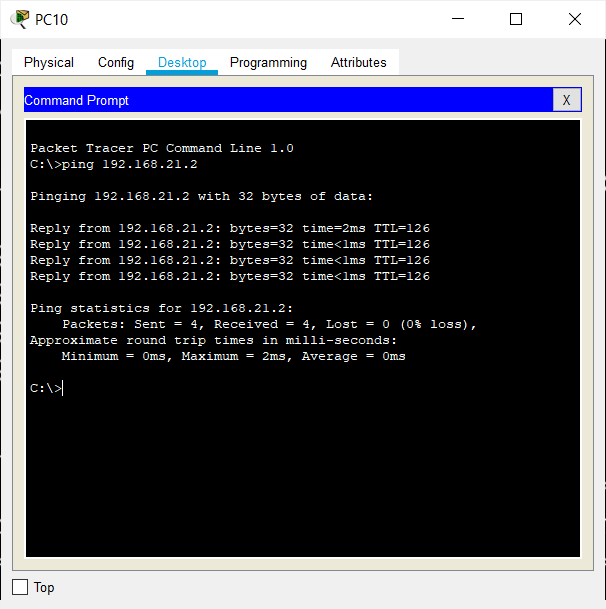 PC10
Physical Config Desktop Programming Attributes
Command Prompt X
Packet Tracer PC Command Line 1.0
C:\>ping 192.168.21.2
Pinging 192.168.21.2 with 32 bytes of data:
Reply from 192.168.21.2: bytes=32 time=2ms TTL=126
Reply from 192.168.21.2: bytes=32 time<1ms TTL=126
Reply from 192.168.21.2: bytes=32 time<1ms TTL=126
Reply from 192.168.21.2: bytes=32 time<1ms TTL=126
Ping statistics for 192.168.21.2:
    Packets: Sent = 4, Received = 4, Lost = 0 (0% loss),
Approximate round trip times in milli-seconds:
    Minimum = 0ms, Maximum = 2ms, Average = 0ms
C:\>
Top